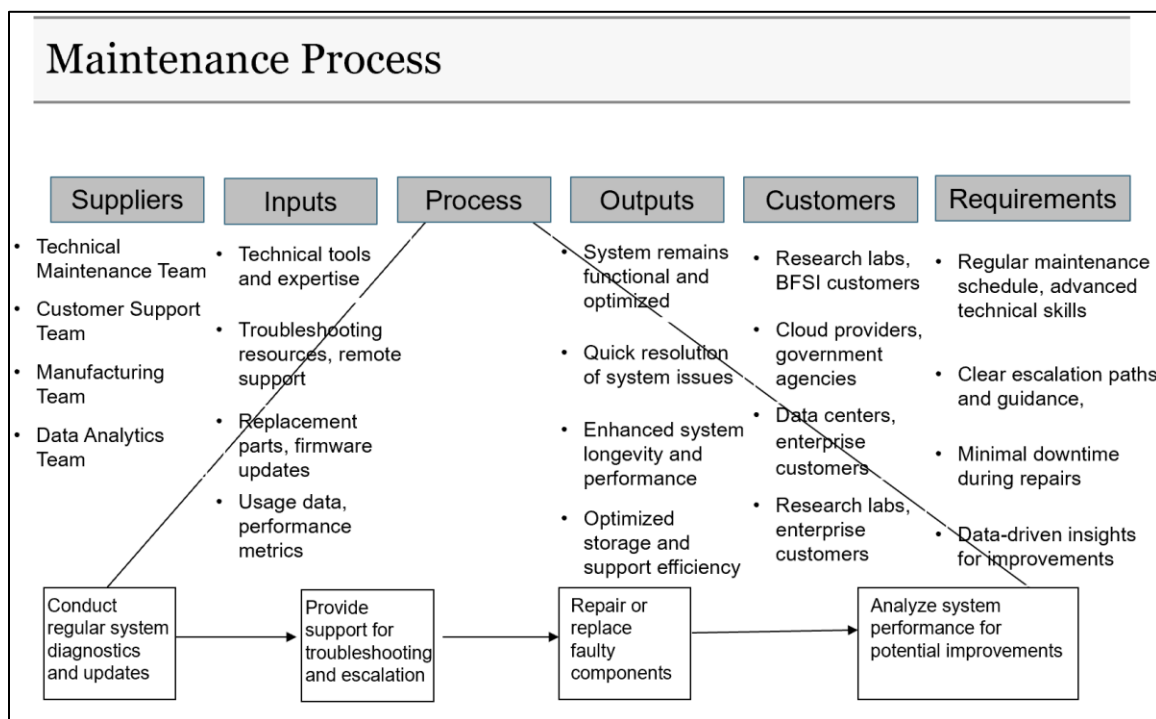 Maintenance Process
Suppliers
Inputs
Process
Outputs
Customers
Requirements
• Technical
Maintenance Team
• Customer Support
Team
• Manufacturing
Team
• Data Analytics
Team
• Technical tools
and expertise
• Troubleshooting
resources, remote
support
• Replacement
parts, firmware
updates
• Usage data,
performance
metrics
• System remains
functional and
optimized
• Quick resolution
of system issues
• Enhanced system
longevity and
performance
• Optimized
storage and
support efficiency
• Research labs,
BFSI customers
• Cloud providers,
government
agencies
• Data centers,
enterprise
customers
• Research labs,
enterprise
customers
• Regular maintenance
schedule, advanced
technical skills
• Clear escalation paths
and guidance,
• Minimal downtime
during repairs
• Data-driven insights
for improvements
Conduct
regular system
diagnostics
and updates
Provide
support for
troubleshooting
and escalation
Repair or
replace
faulty
components
Analyze system
performance for
potential improvements